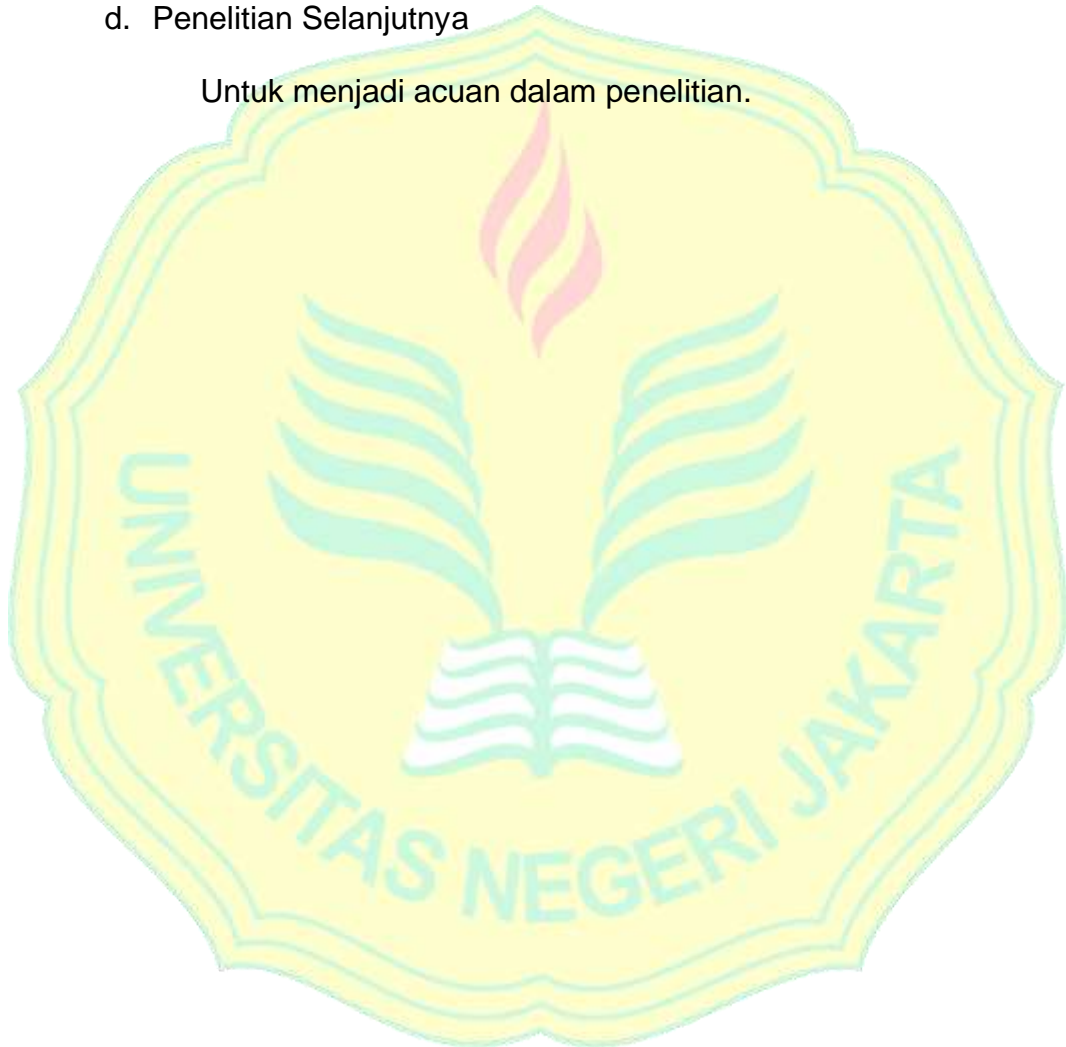 d. Penelitian Selanjutnya
Untuk menjadi acuan dalam penelitian.
UNIVERSITAS NEGERI JAKARTA